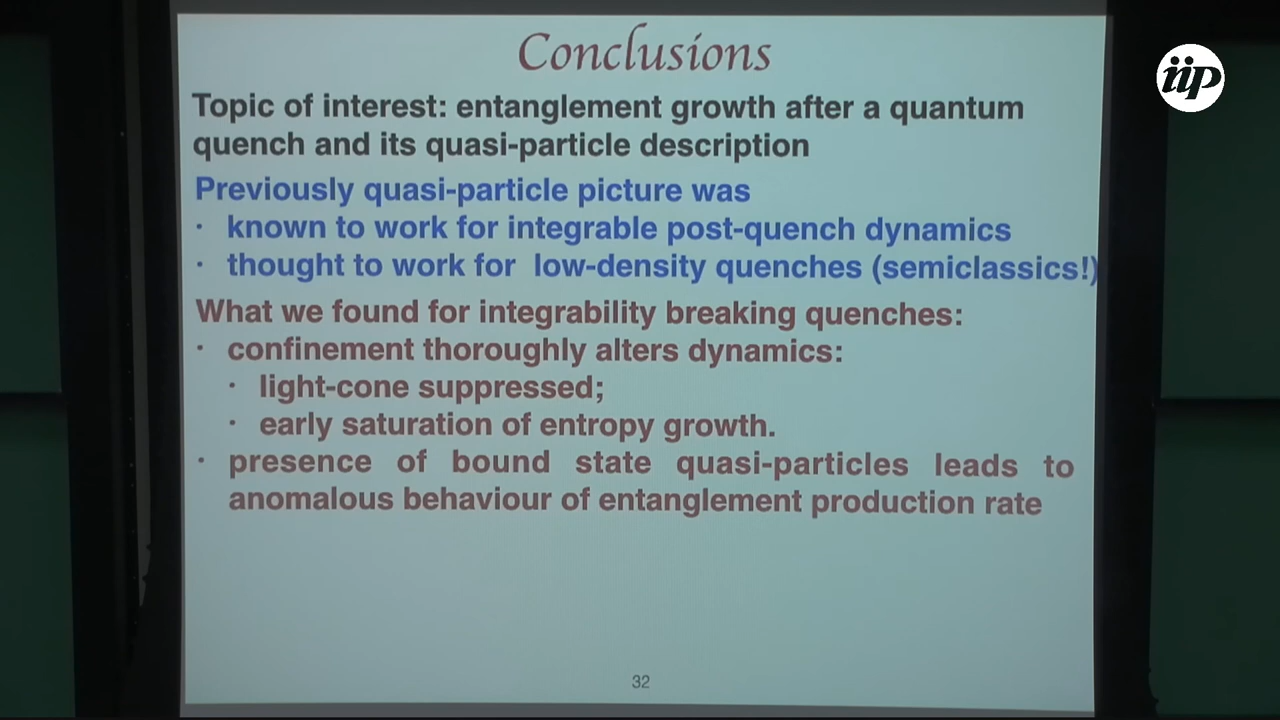 Conclusions
iip
Topic of interest: entanglement growth after a quantum
quench and its quasi-particle description
Previously quasi-particle picture was
· known to work for integrable post-quench dynamics
· thought to work for low-density quenches (semiclassics!)
What we found for integrability breaking quenches:
· confinement thoroughly alters dynamics:
· light-cone suppressed;
· early saturation of entropy growth.
· presence of bound state quasi-particles leads to
anomalous behaviour of entanglement production rate
32